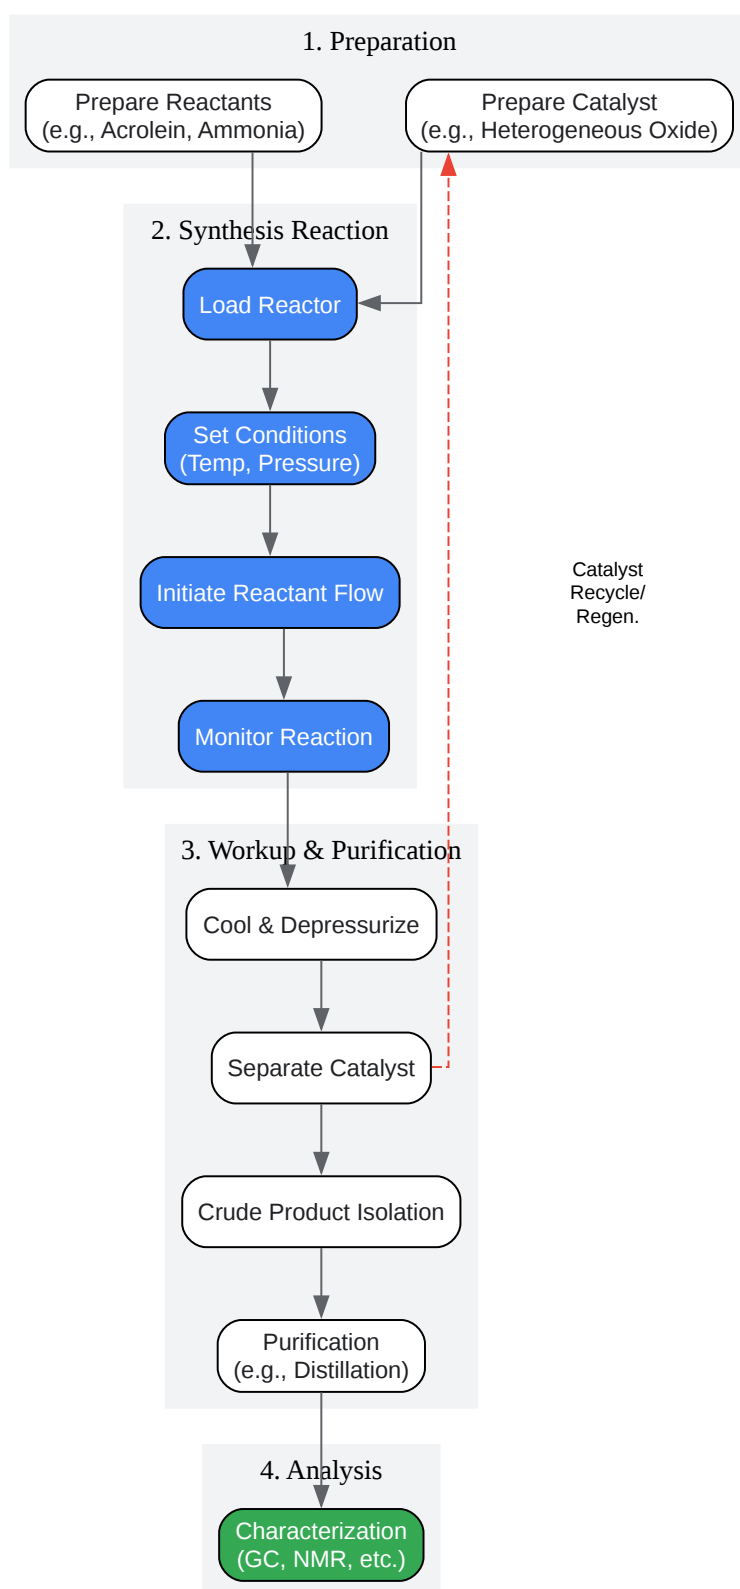 1. Preparation
Prepare Reactants
(e.g., Acrolein, Ammonia)
Prepare Catalyst
(e.g., Heterogeneous Oxide)
2. Synthesis Reaction
Load Reactor
Set Conditions
(Temp, Pressure)
Initiate Reactant Flow
Catalyst
Recycle/
Regen.
Monitor Reaction
3. Workup & Purification
Cool & Depressurize
Separate Catalyst
Crude Product Isolation
Purification
(e.g., Distillation)
4. Analysis
Characterization
(GC, NMR, etc.)